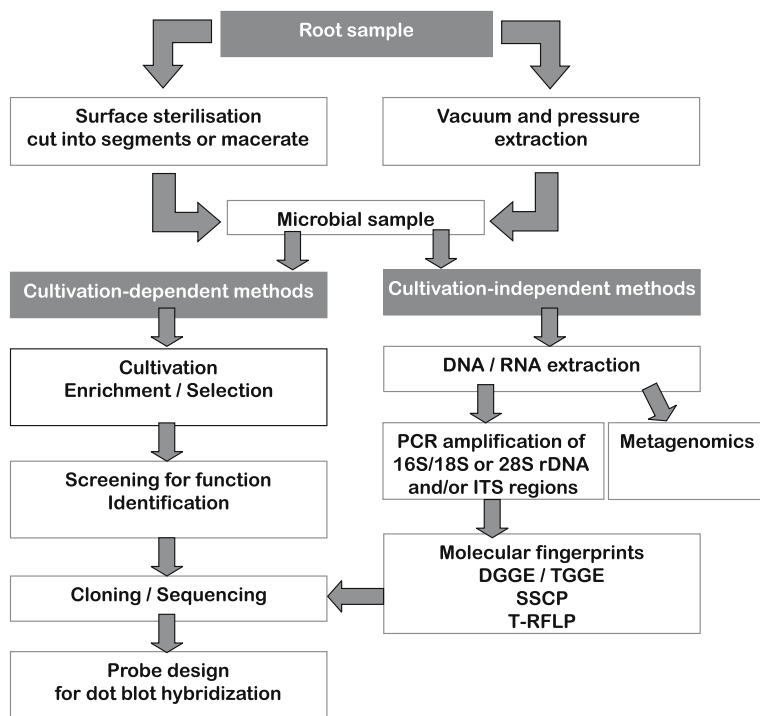 Root sample
Surface sterilisation
cut into segments or macerate
Vacuum and pressure
extraction
Microbial sample
Cultivation-dependent methods
Cultivation-independent methods
Cultivation
Enrichment / Selection
DNA / RNA extraction
PCR amplification of
16S/18S or 28S rDNA
and/or ITS regions
Metagenomics
Screening for function
Identification
Molecular fingerprints
DGGE / TGGE
SSCP
T-RFLP
Cloning / Sequencing
Probe design
for dot blot hybridization